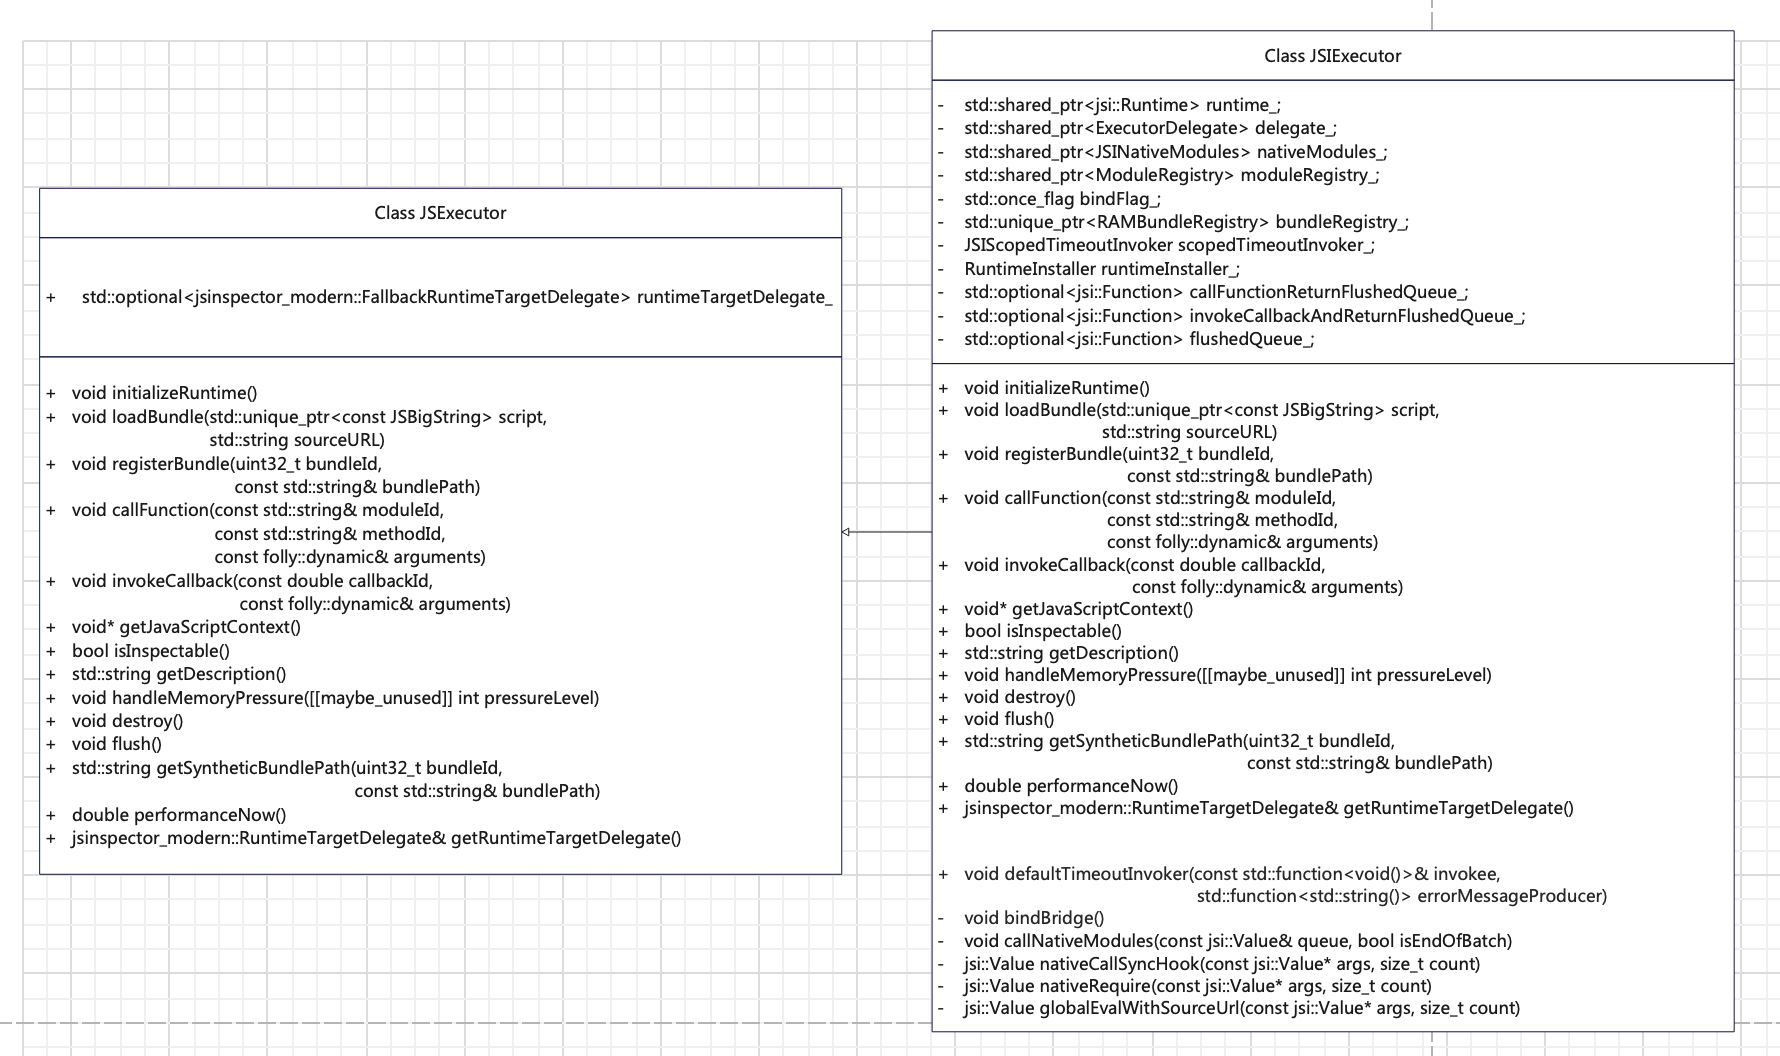 Class JSExecutor
+ std::optional<jsinspector_modern::FallbackRuntimeTargetDelegate> runtimeTargetDelegate_
+ void initializeRuntime()
+ void loadBundle(std::unique_ptr<const JSBigString> script,
std::string sourceURL)
+ void registerBundle(uint32_t bundleId,
const std::string& bundlePath)
+ void callFunction(const std::string& moduleId,
const std::string& methodId,
const folly::dynamic& arguments)
+ void invokeCallback(const double callbackId,
const folly::dynamic& arguments)
+ void* getJavaScriptContext()
+ bool isInspectable()
+ std::string getDescription()
+ void handleMemoryPressure([[maybe_unused]] int pressureLevel)
+ void destroy()
+ void flush()
+ std::string getSyntheticBundlePath(uint32_t bundleId,
const std::string& bundlePath)
+ double performanceNow()
+ jsinspector_modern::RuntimeTargetDelegate& getRuntimeTargetDelegate()
Class JSIExecutor
- std::shared_ptr<jsi::Runtime> runtime_;
- std::shared_ptr<ExecutorDelegate> delegate_;
- std::shared_ptr<JSINativeModules> nativeModules_;
- std::shared_ptr<ModuleRegistry> moduleRegistry_;
- std::once_flag bindFlag_;
- std::unique_ptr<RAMBundleRegistry> bundleRegistry_;
- JSIScopedTimeoutInvoker scopedTimeoutInvoker_;
- RuntimeInstaller runtimeInstaller_;
- std::optional<jsi::Function> callFunctionReturnFlushedQueue_;
- std::optional<jsi::Function> invokeCallbackAndReturnFlushedQueue_;
- std::optional<jsi::Function> flushedQueue_;
+ void initializeRuntime()
+ void loadBundle(std::unique_ptr<const JSBigString> script,
std::string sourceURL)
+ void registerBundle(uint32_t bundleId,
const std::string& bundlePath)
+ void callFunction(const std::string& moduleId,
const std::string& methodId,
const folly::dynamic& arguments)
+ void invokeCallback(const double callbackId,
const folly::dynamic& arguments)
+ void* getJavaScriptContext()
+ bool isInspectable()
+ std::string getDescription()
+ void handleMemoryPressure([[maybe_unused]] int pressureLevel)
+ void destroy()
+ void flush()
+ std::string getSyntheticBundlePath(uint32_t bundleId,
const std::string& bundlePath)
+ double performanceNow()
+ jsinspector_modern::RuntimeTargetDelegate& getRuntimeTargetDelegate()
+ void defaultTimeoutInvoker(const std::function<void()>& invokee,
std::function<std::string()> errorMessageProducer)
- void bindBridge()
- void callNativeModules(const jsi::Value& queue, bool isEndOfBatch)
- jsi::Value nativeCallSyncHook(const jsi::Value* args, size_t count)
- jsi::Value nativeRequire(const jsi::Value* args, size_t count)
- jsi::Value globalEvalWithSourceUrl(const jsi::Value* args, size_t count)